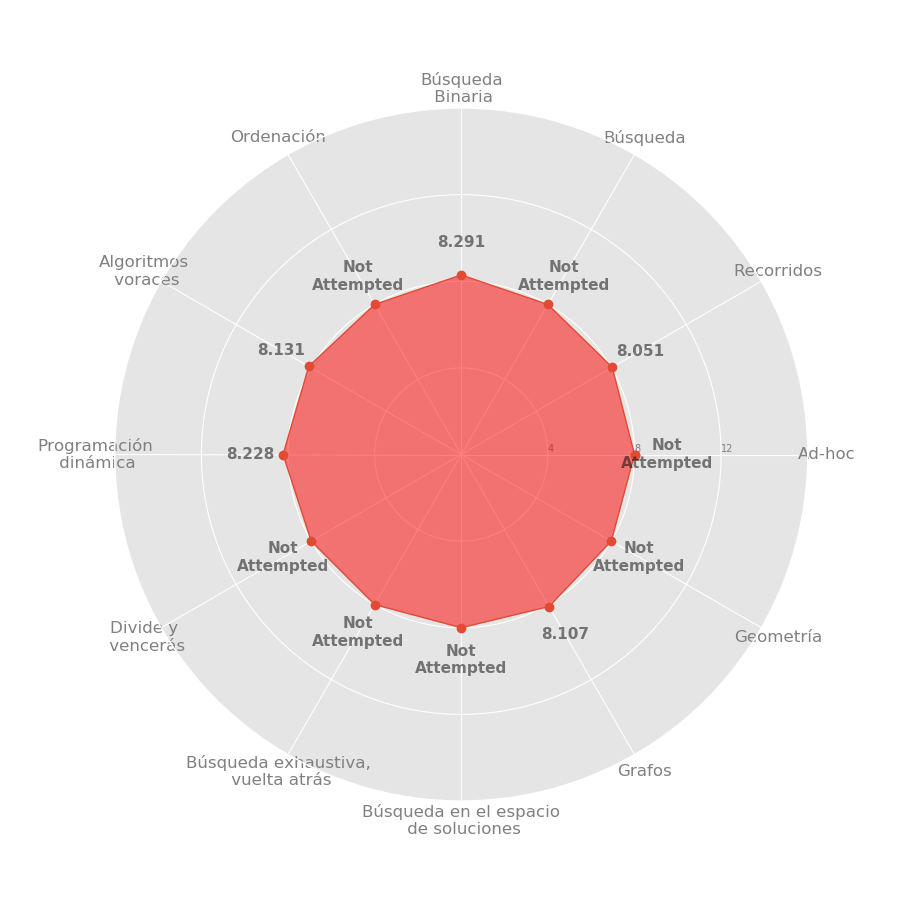 Búsqueda
Binaria
Ordenación
Búsqueda
8.291
Algoritmos
voraces
Not
Attempted
Not
Attempted
Recorridos
8.131
8.051
Programación
dinámica
8.228
4
8
12
Not
Attempted
Ad-hoc
Not
Attempted
Not
Attempted
Divide y
vencerás
Not
Attempted
8.107
Geometría
Not
Attempted
Búsqueda exhaustiva,
vuelta atrás
Grafos
Búsqueda en el espacio
de soluciones